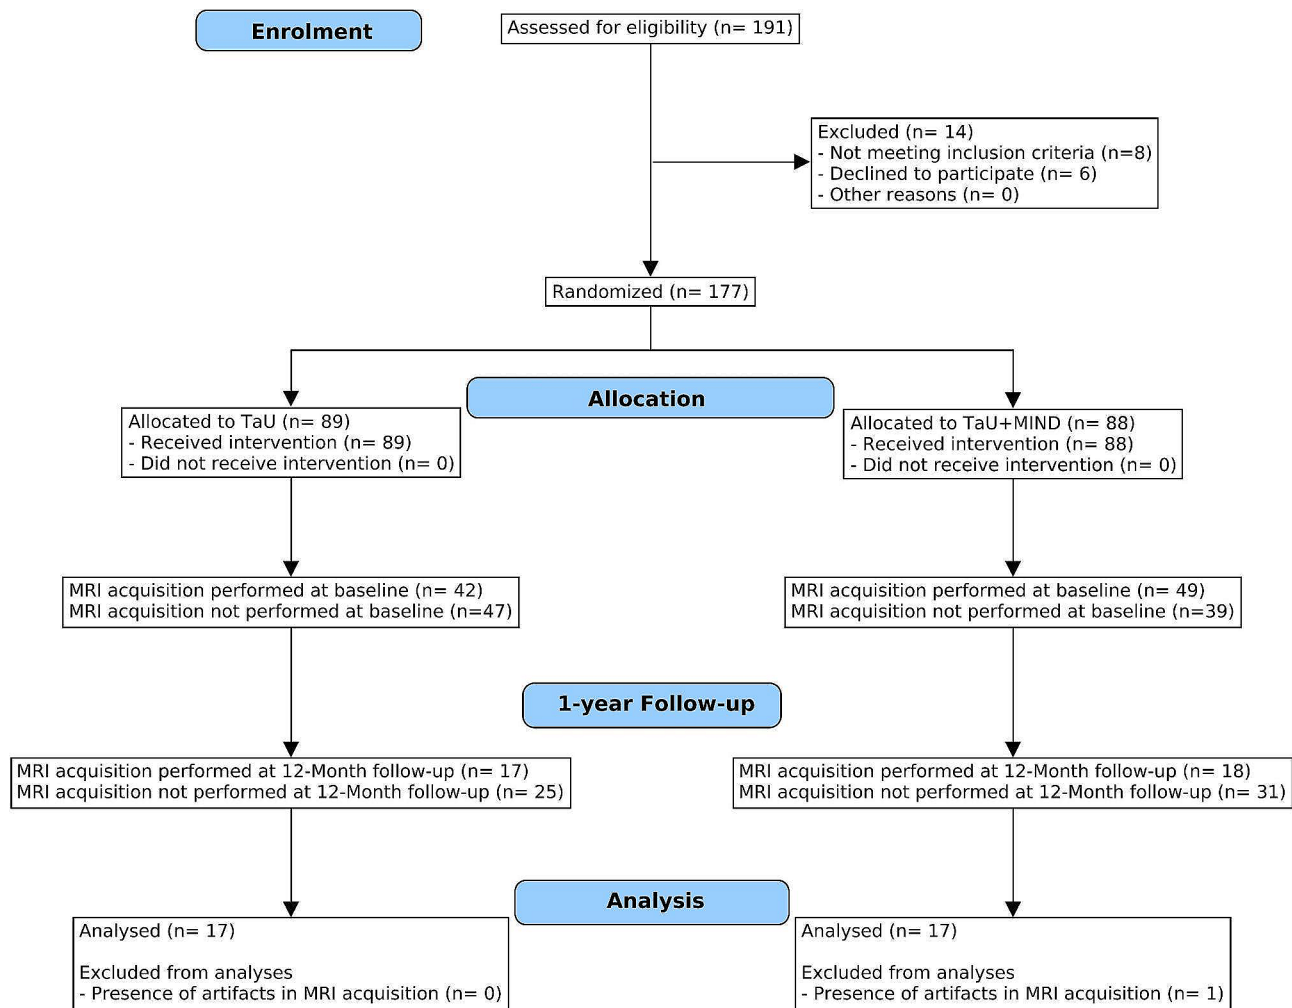 Enrolment
Assessed for eligibility (n= 191)
Excluded (n= 14)
- Not meeting inclusion criteria (n=8)
- Declined to participate (n= 6)
- Other reasons (n= 0)
Randomized (n= 177)
Allocation
Allocated to TaU (n= 89)
- Received intervention (n= 89)
- Did not receive intervention (n= 0)
Allocated to TaU+MIND (n= 88)
- Received intervention (n= 88)
- Did not receive intervention (n= 0)
MRI acquisition performed at baseline (n= 42)
MRI acquisition not performed at baseline (n=47)
MRI acquisition performed at baseline (n= 49)
MRI acquisition not performed at baseline (n=39)
1-year Follow-up
MRI acquisition performed at 12-Month follow-up (n= 17)
MRI acquisition not performed at 12-Month follow-up (n= 25)
MRI acquisition performed at 12-Month follow-up (n= 18)
MRI acquisition not performed at 12-Month follow-up (n= 31)
Analysis
Analysed (n= 17)
Excluded from analyses
- Presence of artifacts in MRI acquisition (n= 0)
Analysed (n= 17)
Excluded from analyses
- Presence of artifacts in MRI acquisition (n= 1)